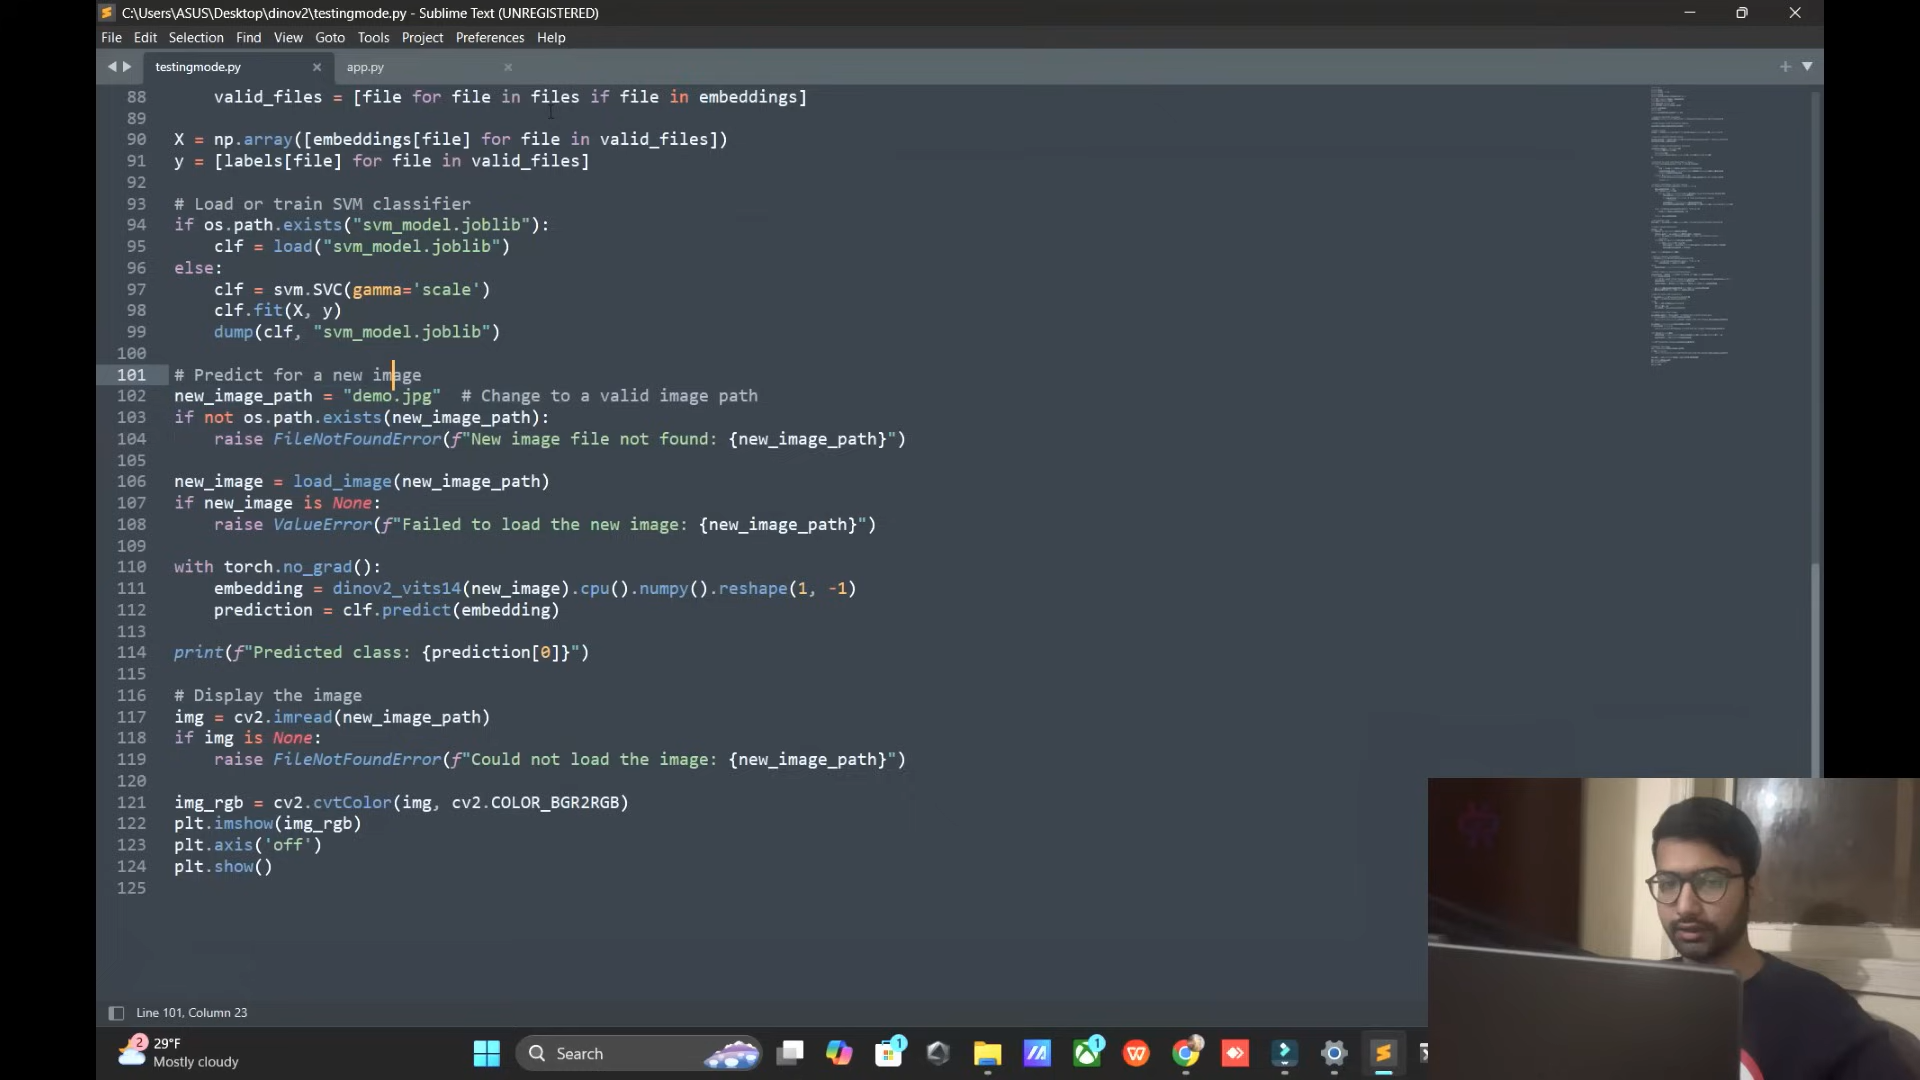 C:\Users\ASUS\Desktop\dinov2\testingmode.py - Sublime Text (UNREGISTERED)
File Edit Selection Find View Goto Tools Project Preferences Help
testingmode.py app.py
88 valid_files = [file for file in files if file in embeddings]
89
90 X = np.array([embeddings[file] for file in valid_files])
91 y = [labels[file] for file in valid_files]
92
93 # Load or train SVM classifier
94 if os.path.exists("svm_model.joblib"):
95 clf = load("svm_model.joblib")
96 else:
97 clf = svm.SVC(gamma='scale')
98 clf.fit(X, y)
99 dump(clf, "svm_model.joblib")
100
101 # Predict for a new image
102 new_image_path = "demo.jpg" # Change to a valid image path
103 if not os.path.exists(new_image_path):
104 raise FileNotFoundError(f"New image file not found: {new_image_path}")
105
106 new_image = load_image(new_image_path)
107 if new_image is None:
108 raise ValueError(f"Failed to load the new image: {new_image_path}")
109
110 with torch.no_grad():
111 embedding = dinov2_vits14(new_image).cpu().numpy().reshape(1, -1)
112 prediction = clf.predict(embedding)
113
114 print(f"Predicted class: {prediction[0]}")
115
116 # Display the image
117 img = cv2.imread(new_image_path)
118 if img is None:
119 raise FileNotFoundError(f"Could not load the image: {new_image_path}")
120
121 img_rgb = cv2.cvtColor(img, cv2.COLOR_BGR2RGB)
122 plt.imshow(img_rgb)
123 plt.axis('off')
124 plt.show()
125
Line 101, Column 23
2 29°F
Mostly cloudy
Search
1
1